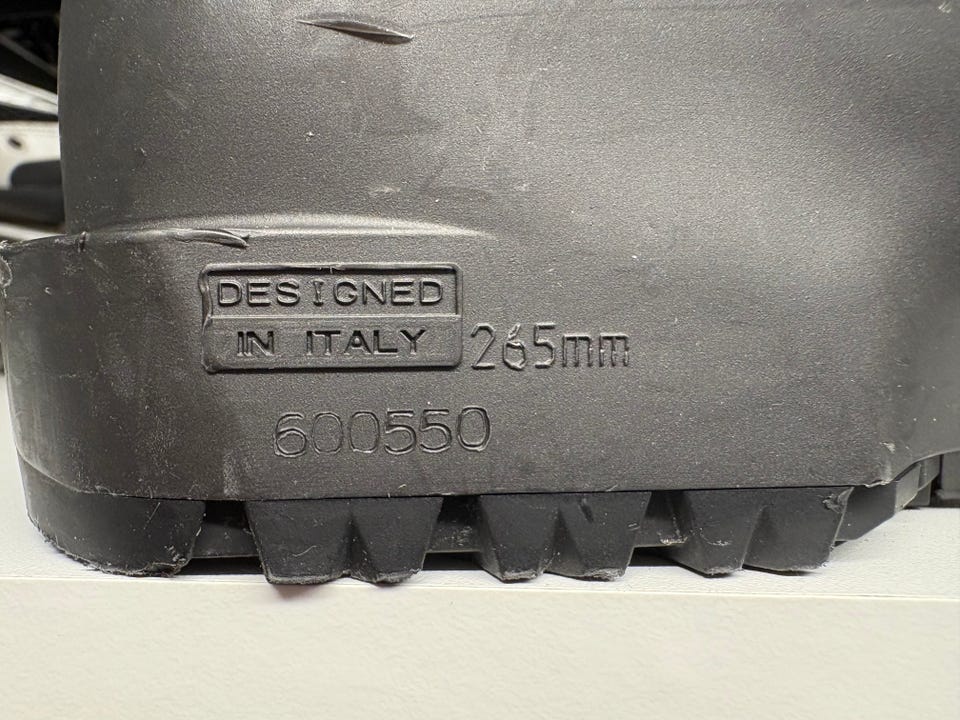 DESIGNED
IN ITALY
265mm
600550